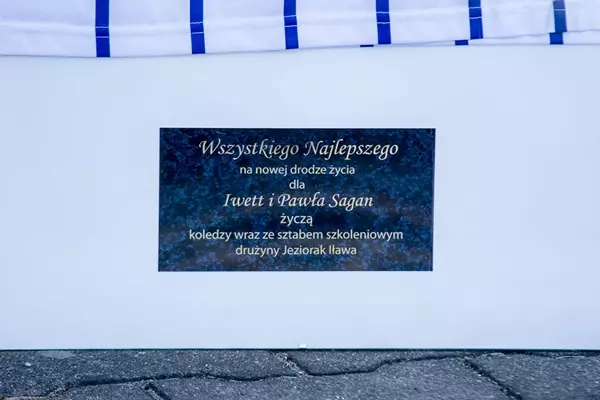 Wszystkiego Najlepszego
na nowej drodze życia
dla
Iwett i Pawła Sagan
życzą
koledzy wraz ze sztabem szkoleniowym
drużyny Jeziorak Iława